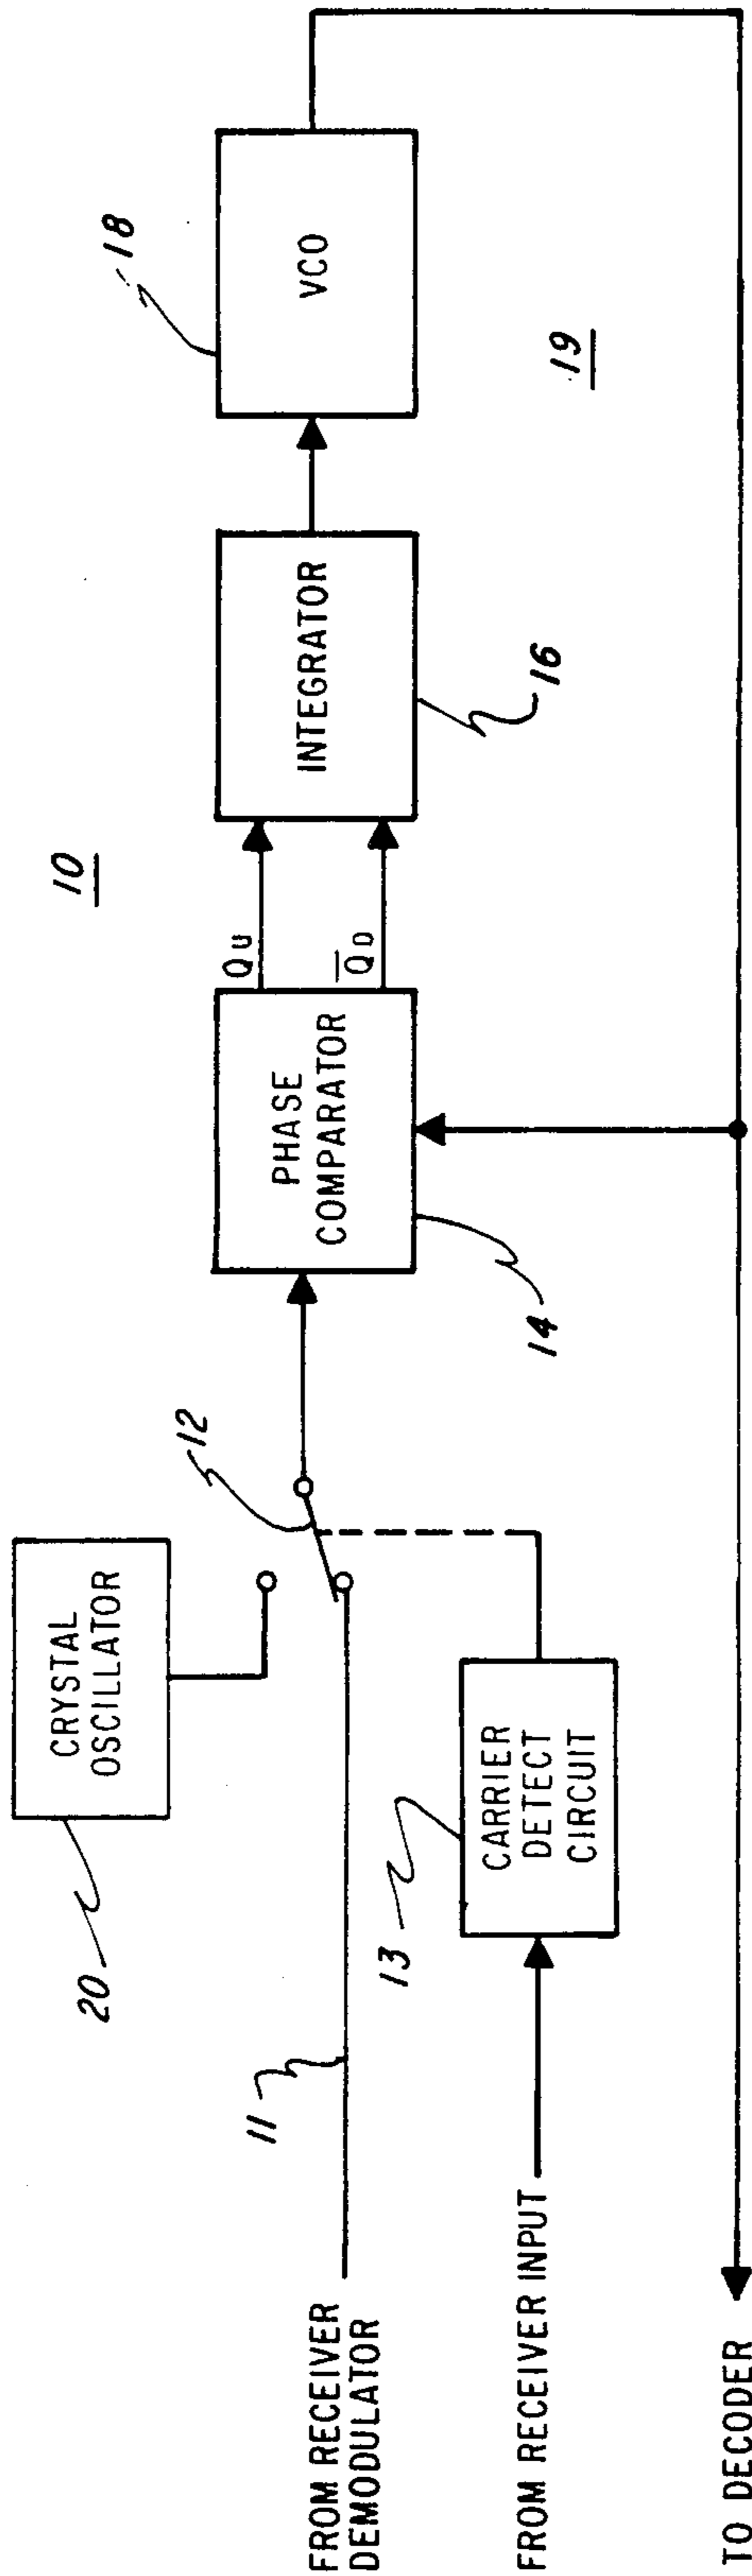 10
CRYSTAL
OSCILLATOR
20
12
18
11
FROM RECEIVER
DEMODULATOR
PHASE
COMPARATOR
14
QU
Q̅D
INTEGRATOR
16
VCO
19
13
CARRIER
DETECT
CIRCUIT
FROM RECEIVER INPUT
TO DECODER